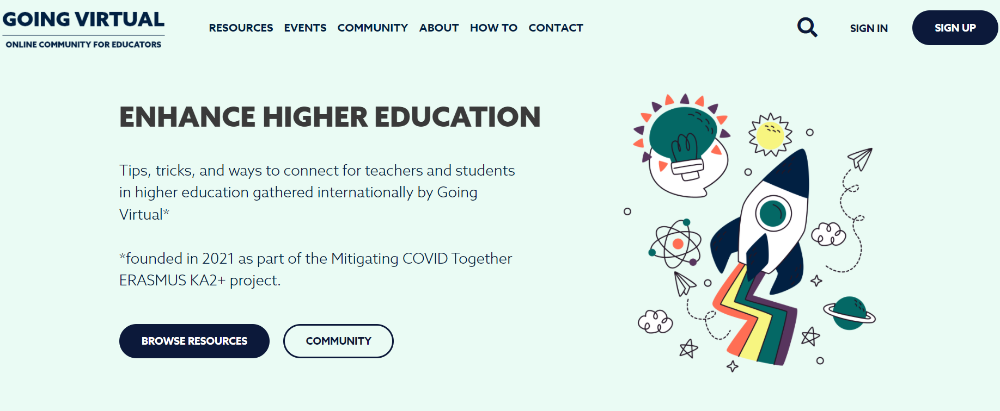 GOING VIRTUAL
ONLINE COMMUNITY FOR EDUCATORS
RESOURCES EVENTS COMMUNITY ABOUT HOW TO CONTACT
SIGN IN
SIGN UP
ENHANCE HIGHER EDUCATION
Tips, tricks, and ways to connect for teachers and students
in higher education gathered internationally by Going
Virtual*
*founded in 2021 as part of the Mitigating COVID Together
ERASMUS KA2+ project.
BROWSE RESOURCES
COMMUNITY